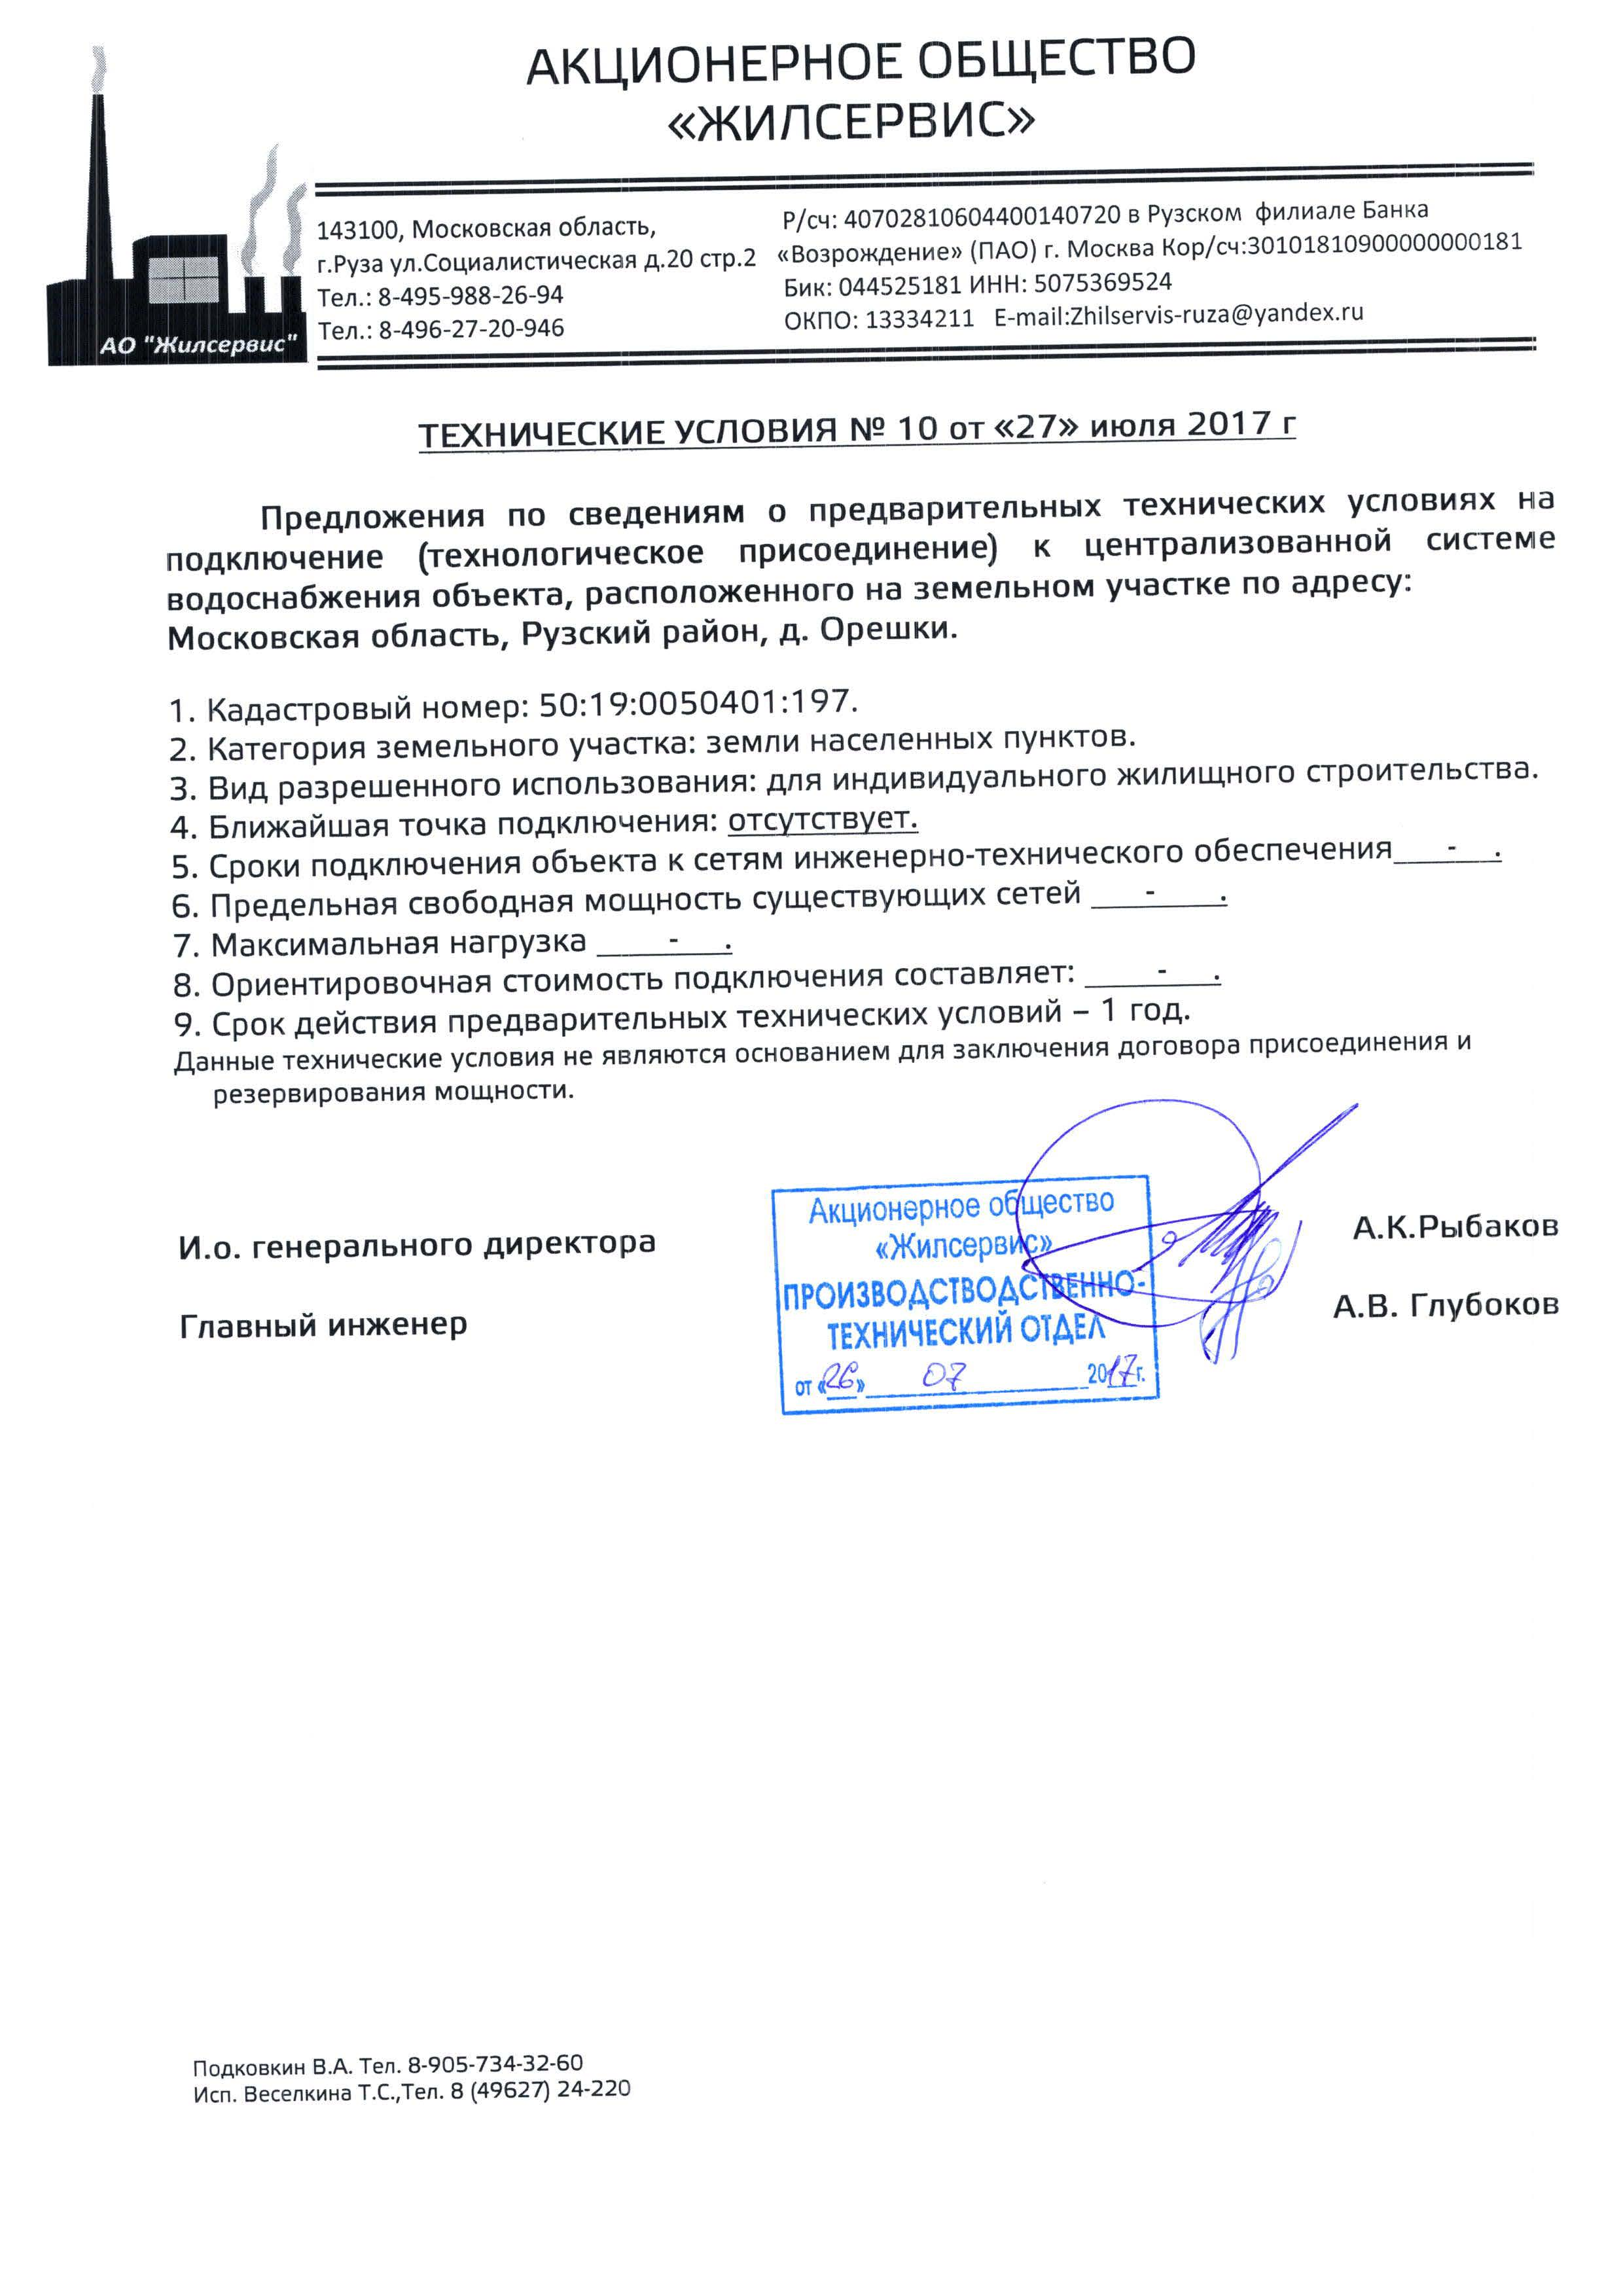 АКЦИОНЕРНОЕ ОБЩЕСТВО
«ЖИЛСЕРВИС»
АО "Жилсервис"
143100, Московская область,
г.Руза ул.Социалистическая д.20 стр.2
Тел.: 8-495-988-26-94
Тел.: 8-496-27-20-946
Р/сч: 40702810604400140720 в Рузском филиале Банка
«Возрождение» (ПАО) г. Москва Кор/сч:30101810900000000181
Бик: 044525181 ИНН: 5075369524
ОКПО: 13334211 E-mail:Zhilservis-ruza@yandex.ru
ТЕХНИЧЕСКИЕ УСЛОВИЯ № 10 от «27» июля 2017 г
Предложения по сведениям о предварительных технических условиях на
подключение (технологическое присоединение) к централизованной системе
водоснабжения объекта, расположенного на земельном участке по адресу:
Московская область, Рузский район, д. Орешки.
1. Кадастровый номер: 50:19:0050401:197.
2. Категория земельного участка: земли населенных пунктов.
3. Вид разрешенного использования: для индивидуального жилищного строительства.
4. Ближайшая точка подключения: отсутствует.
5. Сроки подключения объекта к сетям инженерно-технического обеспечения___-__.
6. Предельная свободная мощность существующих сетей ___-____.
7. Максимальная нагрузка ____-___.
8. Ориентировочная стоимость подключения составляет: ____-___.
9. Срок действия предварительных технических условий – 1 год.
Данные технические условия не являются основанием для заключения договора присоединения и
резервирования мощности.
И.о. генерального директора
А.К.Рыбаков
Главный инженер
А.В. Глубоков
Акционерное общество
«Жилсервис»
ПРОИЗВОДСТВОДСТВЕННО-
ТЕХНИЧЕСКИЙ ОТДЕЛ
от «26» 07 2017г.
Подковкин В.А. Тел. 8-905-734-32-60
Исп. Веселкина Т.С.,Тел. 8 (49627) 24-220